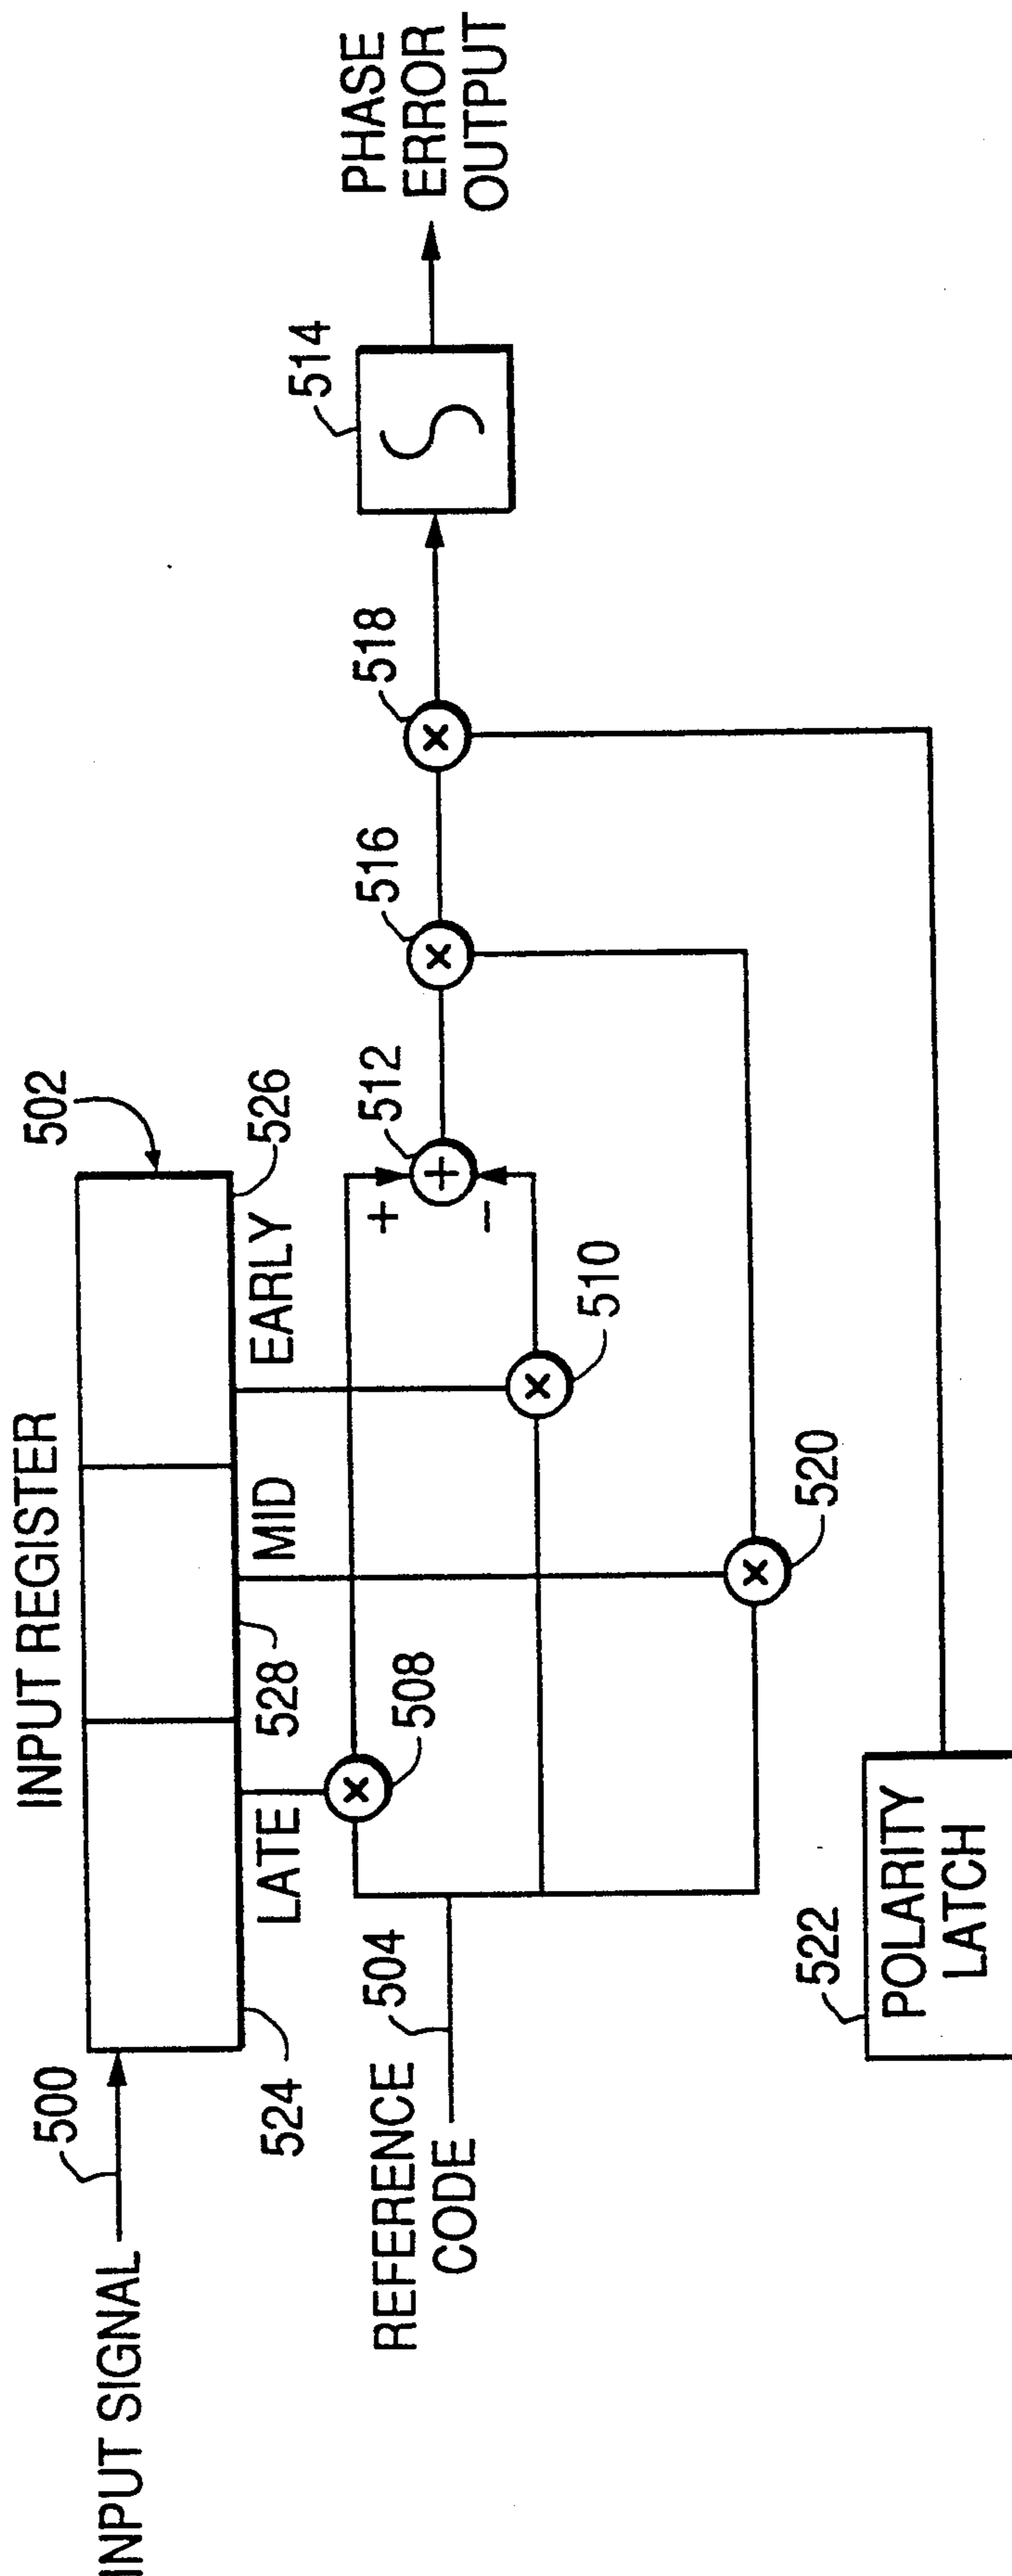 INPUT REGISTER
502
INPUT SIGNAL
500
524
LATE
528
MID
EARLY
526
REFERENCE
CODE
504
508
+
-
+
512
510
520
516
518
514
PHASE
ERROR
OUTPUT
522
POLARITY
LATCH
x
x
x
x
x